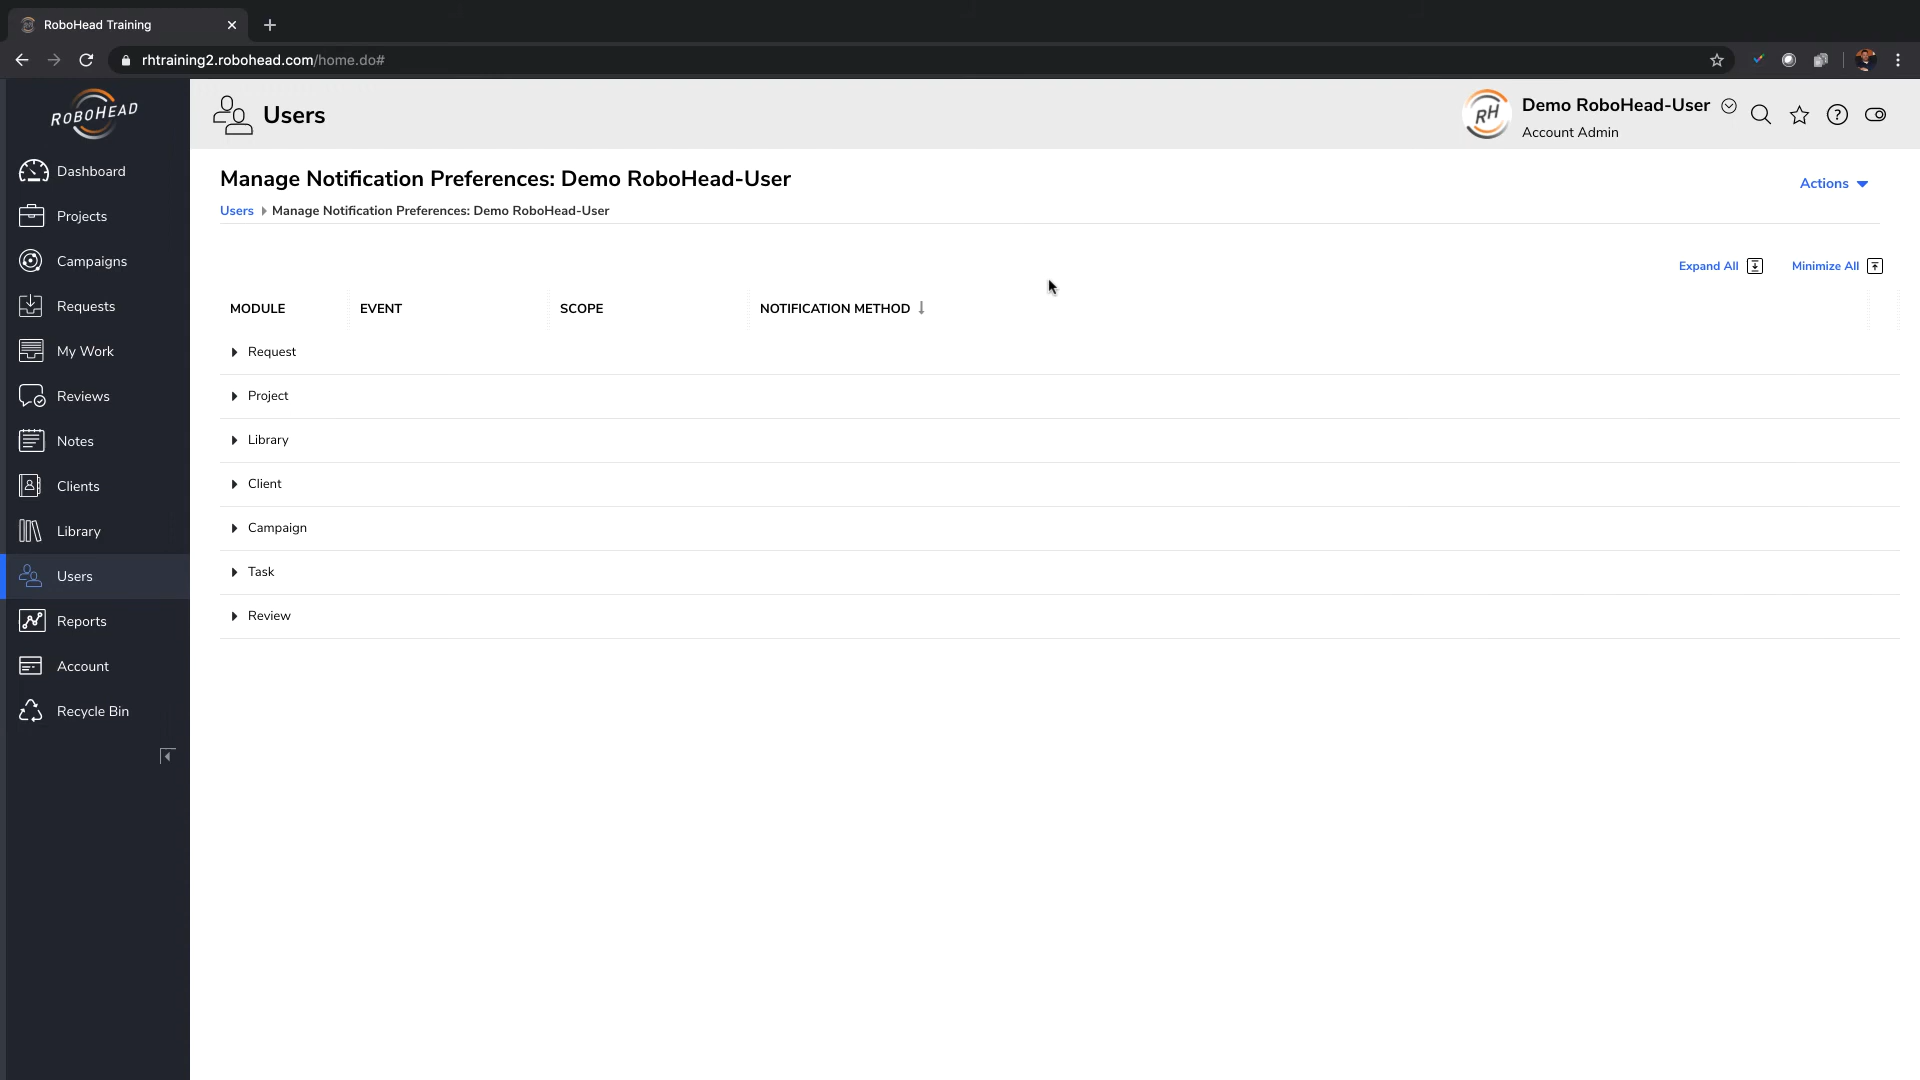 RoboHead Training
rhtraining2.robohead.com/home.do#
ROBOHEAD
Users
RH
Demo RoboHead-User
Account Admin
Dashboard
Projects
Campaigns
Requests
My Work
Reviews
Notes
Clients
Library
Users
Reports
Account
Recycle Bin
Manage Notification Preferences: Demo RoboHead-User
Actions
Users Manage Notification Preferences: Demo RoboHead-User
Expand All Minimize All
MODULE EVENT SCOPE NOTIFICATION METHOD
Request
Project
Library
Client
Campaign
Task
Review